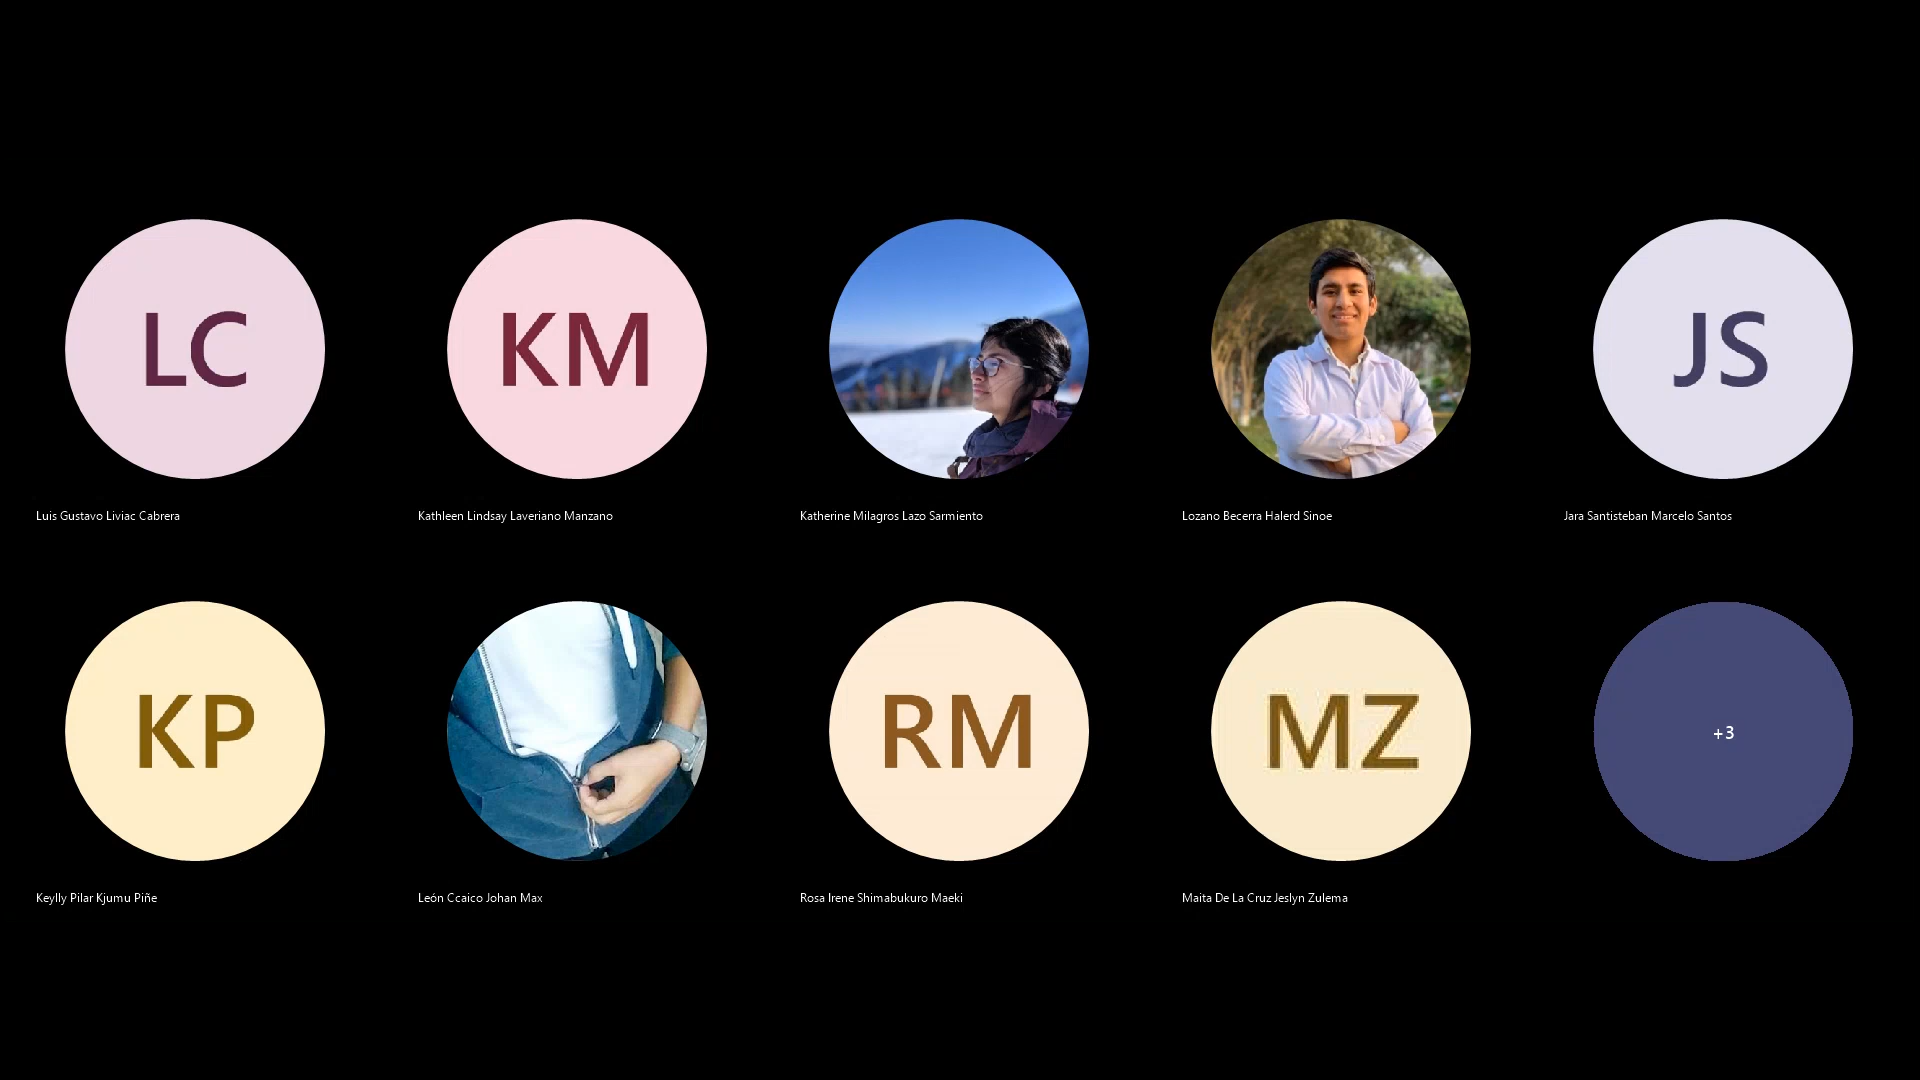 LC
KM
JS
Luis Gustavo Liviac Cabrera
Kathleen Lindsay Laveriano Manzano
Katherine Milagros Lazo Sarmiento
Lozano Becerra Halerd Sinoe
Jara Santisteban Marcelo Santos
KP
RM
MZ
+3
Keylly Pilar Kjumu Piñe
León Ccaico Johan Max
Rosa Irene Shimabukuro Maeki
Maita De La Cruz Jeslyn Zulema